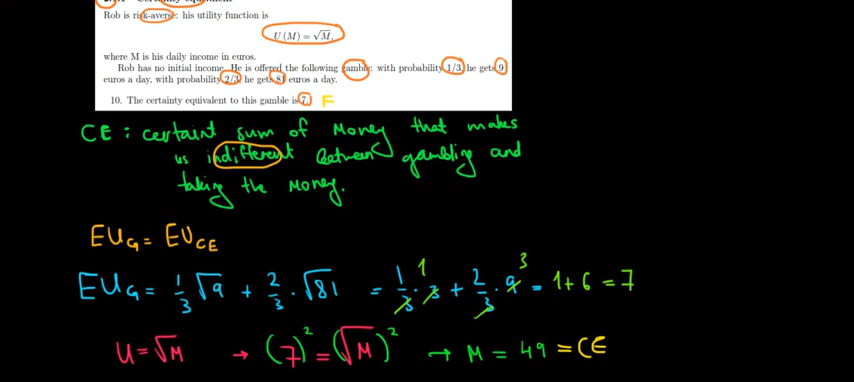 Rob is risk-averse: his utility function is
U (M) = √M,
where M is his daily income in euros.
Rob has no initial income. He is offered the following gamble: with probability 1/3, he gets 9
euros a day, with probability 2/3, he gets 81 euros a day.
10. The certainty equivalent to this gamble is 7. F
CE : certaint sum of money that makes
us indifferent between gambling and
taking the money.
EU_G = EU_CE
EU_G = 1/3 √9 + 2/3 · √81 = 1/3 · 3 1 + 2/3 · 9 3 = 1 + 6 = 7
U = √M → (7)² = (√M)² → M = 49 = CE